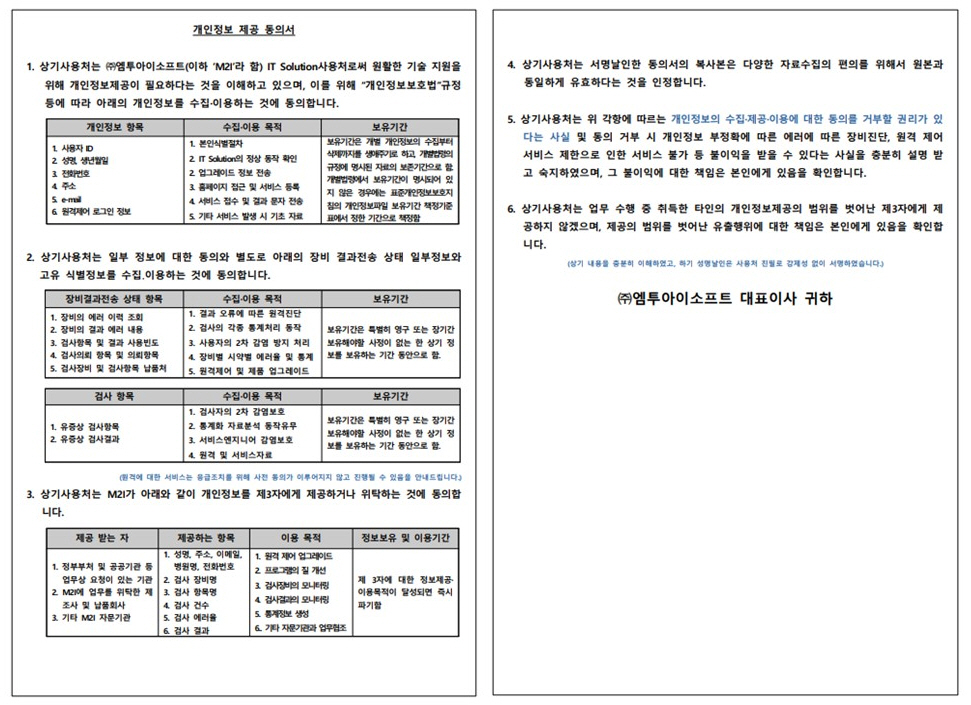 개인정보 제공 동의서
1. 상기사용처는 ㈜엠투아이소프트(이하 'M2I'라 함) IT Solution사용처로써 원활한 기술 지원을
위해 개인정보제공이 필요하다는 것을 이해하고 있으며, 이를 위해 "개인정보보호법"규정
등에 따라 아래의 개인정보를 수집·이용하는 것에 동의합니다.
개인정보 항목
수집·이용 목적
보유기간
1. 사용자 ID
2. 성명, 생년월일
3. 전화번호
4. 주소
5. e-mail
6. 원격제어 로그인 정보
1. 본인식별절차
2. IT Solution의 정상 동작 확인
2. 업그레이드 정보 전송
3. 홈페이지 접근 및 서비스 등록
4. 서비스 접수 및 결과 문자 전송
5. 기타 서비스 발생 시 기초 자료
보유기간은 개별 개인정보의 수집부터
삭제까지를 생애주기로 하고, 개별법령의
규정에 명시된 자료의 보존기간으로 함.
개별법령에서 보유기간이 명시되어 있
지 않은 경우에는 표준개인정보보호지
침의 개인정보파일 보유기간 책정기준
표에서 정한 기간으로 책정함
2. 상기사용처는 일부 정보에 대한 동의와 별도로 아래의 장비 결과전송 상태 일부정보와
고유 식별정보를 수집.이용하는 것에 동의합니다.
장비결과전송 상태 항목
수집·이용 목적
보유기간
1. 장비의 에러 이력 조회
2. 장비의 결과 에러 내용
3. 검사항목 및 결과 사용빈도
4. 검사의뢰 항목 및 의뢰항목
5. 검사장비 및 검사항목 납품처
1. 결과 오류에 따른 원격진단
2. 검사의 각종 통계처리 동작
3. 사용자의 2차 감염 방지 처리
4. 장비별 시약별 에러율 및 통계
5. 원격제어 및 제품 업그레이드
보유기간은 특별히 영구 또는 장기간
보유해야할 사정이 없는 한 상기 정
보를 보유하는 기간 동안으로 함.
검사 항목
수집·이용 목적
보유기간
1. 유증상 검사항목
2. 유증상 검사결과
1. 검사자의 2차 감염보호
2. 통계화 자료분석 동작유무
3. 서비스엔지니어 감염보호
4. 원격 및 서비스자료
보유기간은 특별히 영구 또는 장기간
보유해야할 사정이 없는 한 상기 정
보를 보유하는 기간 동안으로 함.
(원격에 대한 서비스는 응급조치를 위해 사전 동의가 이루어지지 않고 진행될 수 있음을 안내드립니다.)
3. 상기사용처는 M2I가 아래와 같이 개인정보를 제3자에게 제공하거나 위탁하는 것에 동의합
니다.
제공 받는 자
제공하는 항목
이용 목적
정보보유 및 이용기간
1. 정부부처 및 공공기관 등
업무상 요청이 있는 기관
2. M2I에 업무를 위탁한 제
조사 및 납품회사
3. 기타 M2I 자문기관
1. 성명, 주소, 이메일,
병원명, 전화번호
2. 검사 장비명
3. 검사 항목명
4. 검사 건수
5. 검사 에러율
6. 검사 결과
1. 원격 제어 업그레이드
2. 프로그램의 질 개선
3. 검사장비의 모니터링
4. 검사결과의 모니터링
5. 통계정보 생성
6. 기타 자문기관과 업무협조
제 3자에 대한 정보제공·
이용목적이 달성되면 즉시
파기함
4. 상기사용처는 서명날인한 동의서의 복사본은 다양한 자료수집의 편의를 위해서 원본과
동일하게 유효하다는 것을 인정합니다.
5. 상기사용처는 위 각항에 따르는 개인정보의 수집·제공·이용에 대한 동의를 거부할 권리가 있
다는 사실 및 동의 거부 시 개인정보 부정확에 따른 에러에 따른 장비진단, 원격 제어
서비스 제한으로 인한 서비스 불가 등 불이익을 받을 수 있다는 사실을 충분히 설명 받
고 숙지하였으며, 그 불이익에 대한 책임은 본인에게 있음을 확인합니다.
6. 상기사용처는 업무 수행 중 취득한 타인의 개인정보제공의 범위를 벗어난 제3자에게 제
공하지 않겠으며, 제공의 범위를 벗어난 유출행위에 대한 책임은 본인에게 있음을 확인합
니다.
(상기 내용을 충분히 이해하였고, 하기 성명날인은 사용처 진필로 강제성 없이 서명하였습니다.)
㈜엠투아이소프트 대표이사 귀하